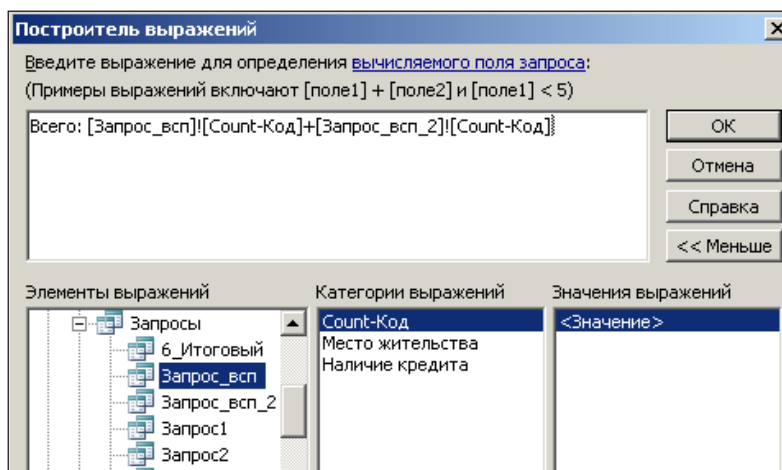 Построитель выражений
Введите выражение для определения вычисляемого поля запроса:
(Примеры выражений включают [поле1] + [поле2] и [поле1] < 5)
Всего: [Запрос_всп]![Count-Код]+[Запрос_всп_2]![Count-Код]
ОК
Отмена
Справка
<< Меньше
Элементы выражений
Категории выражений
Значения выражений
Запросы
6_Итоговый
Запрос_всп
Запрос_всп_2
Запрос1
Запрос2
Count-Код
Место жительства
Наличие кредита
<Значение>